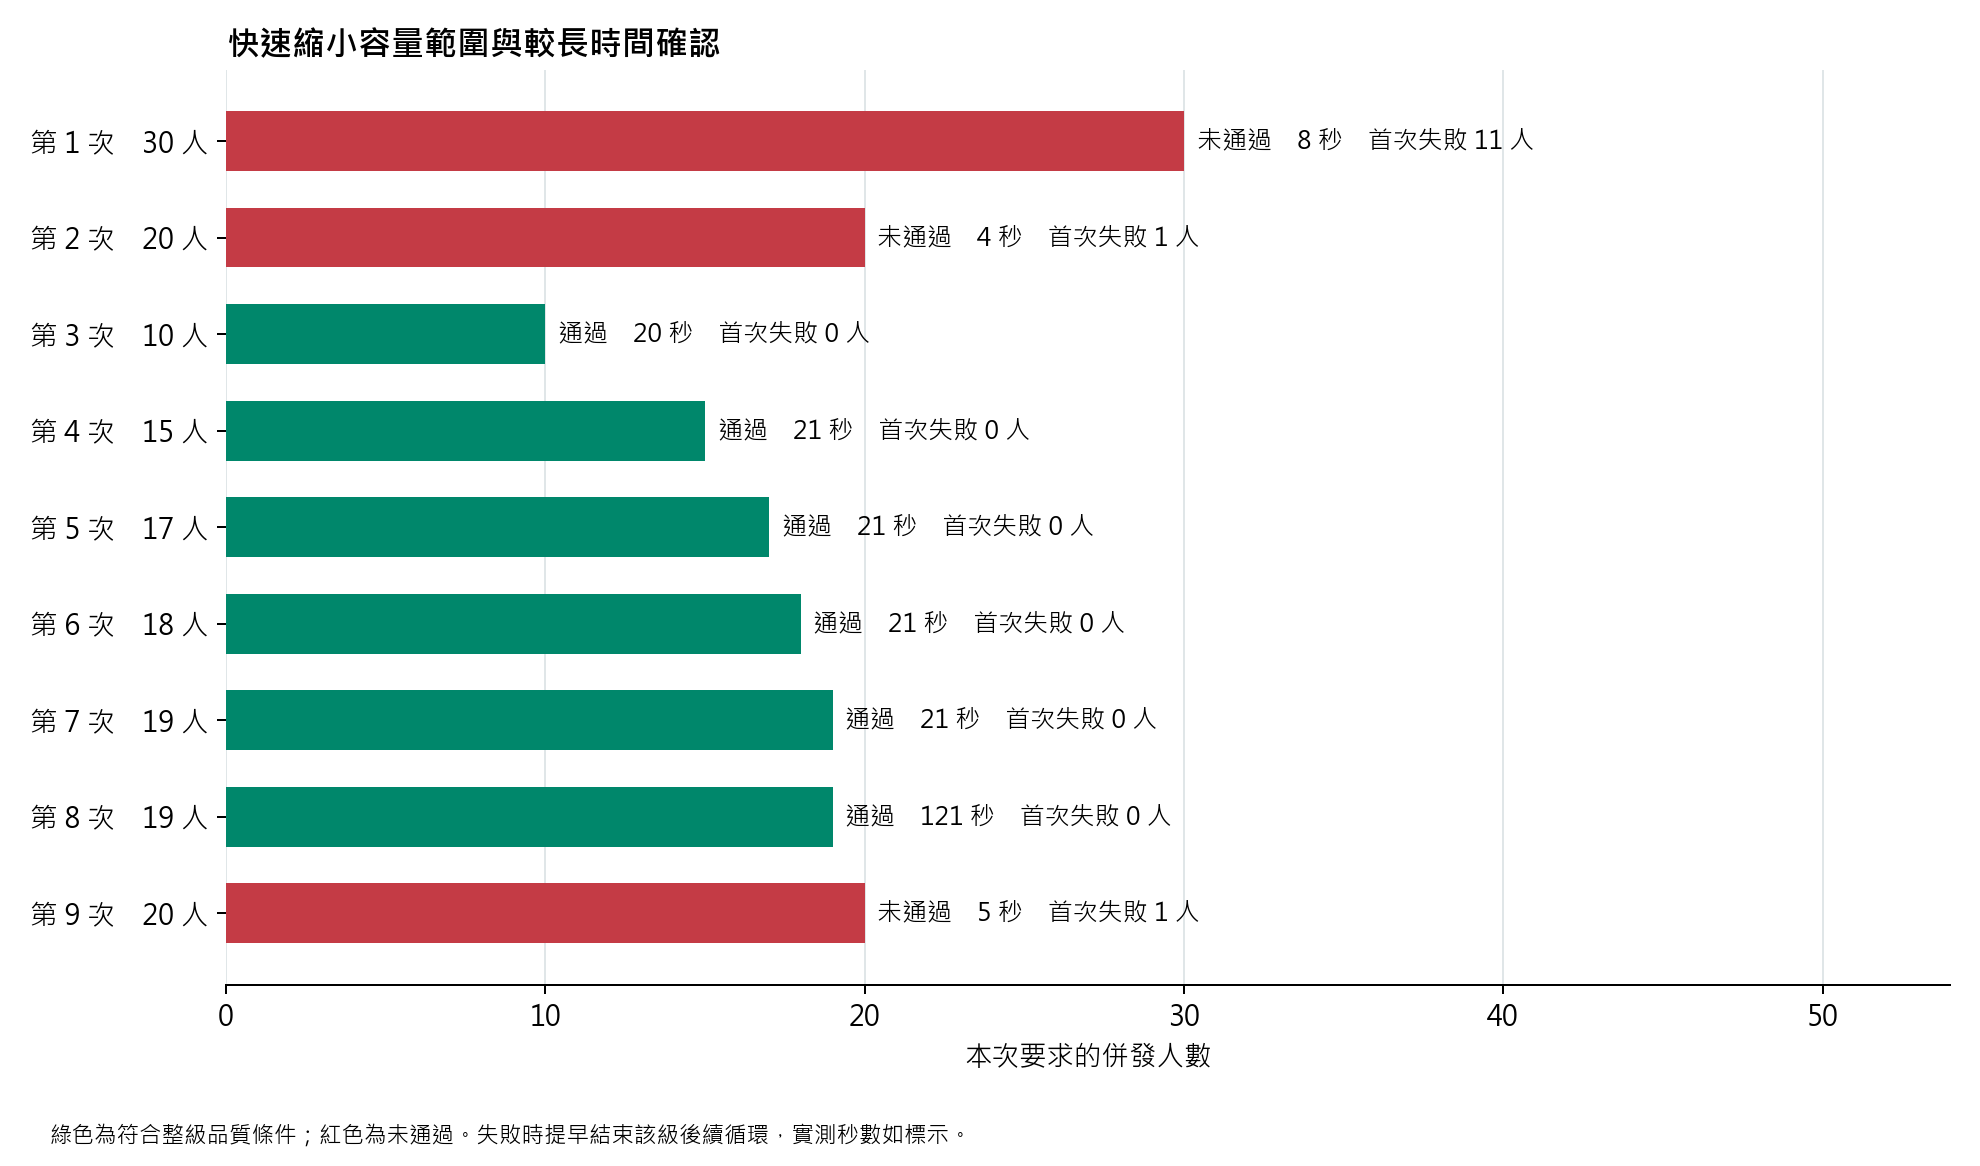 快速縮小容量範圍與較長時間確認
第 1 次　30 人　未通過　8 秒　首次失敗 11 人
第 2 次　20 人　未通過　4 秒　首次失敗 1 人
第 3 次　10 人　通過　20 秒　首次失敗 0 人
第 4 次　15 人　通過　21 秒　首次失敗 0 人
第 5 次　17 人　通過　21 秒　首次失敗 0 人
第 6 次　18 人　通過　21 秒　首次失敗 0 人
第 7 次　19 人　通過　21 秒　首次失敗 0 人
第 8 次　19 人　通過　121 秒　首次失敗 0 人
第 9 次　20 人　未通過　5 秒　首次失敗 1 人
0 10 20 30 40 50
本次要求的併發人數
綠色為符合整級品質條件；紅色為未通過。失敗時提早結束該級後續循環，實測秒數如標示。